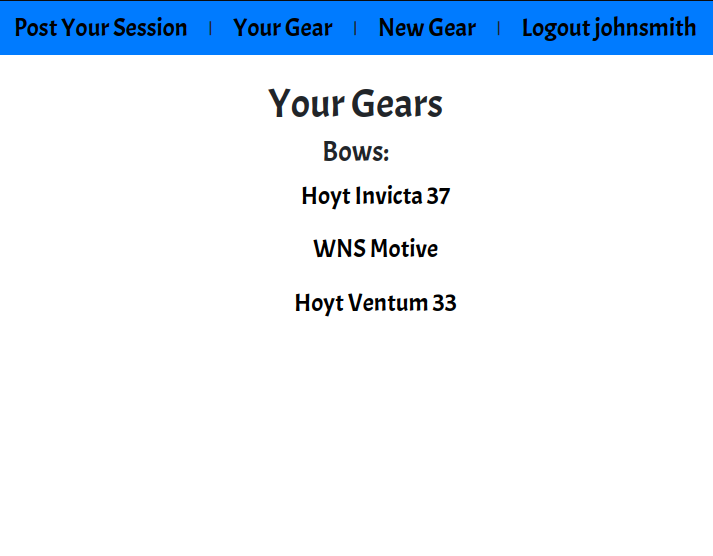 Post Your Session | Your Gear | New Gear | Logout johnsmith
Your Gears
Bows:
Hoyt Invicta 37
WNS Motive
Hoyt Ventum 33